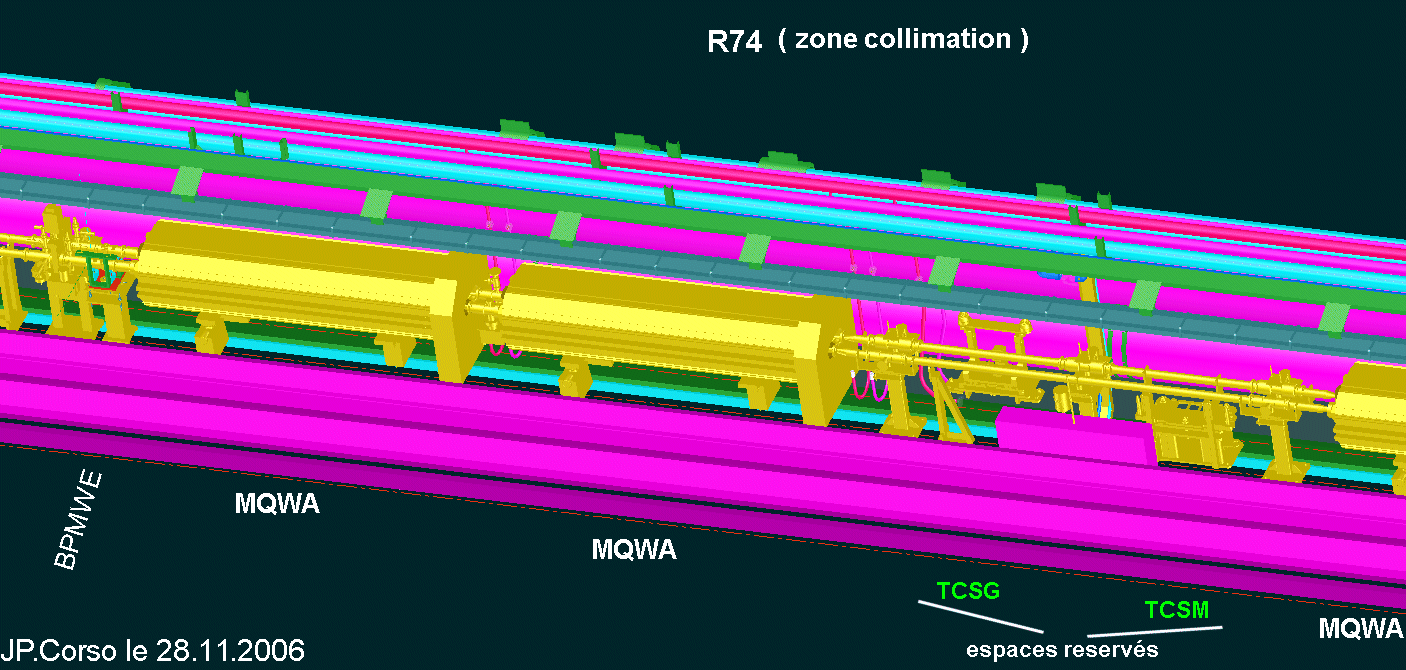 R74 ( zone collimation )
BPMWE
MQWA
MQWA
TCSG
TCSM
MQWA
espaces reservés
JP.Corso le 28.11.2006